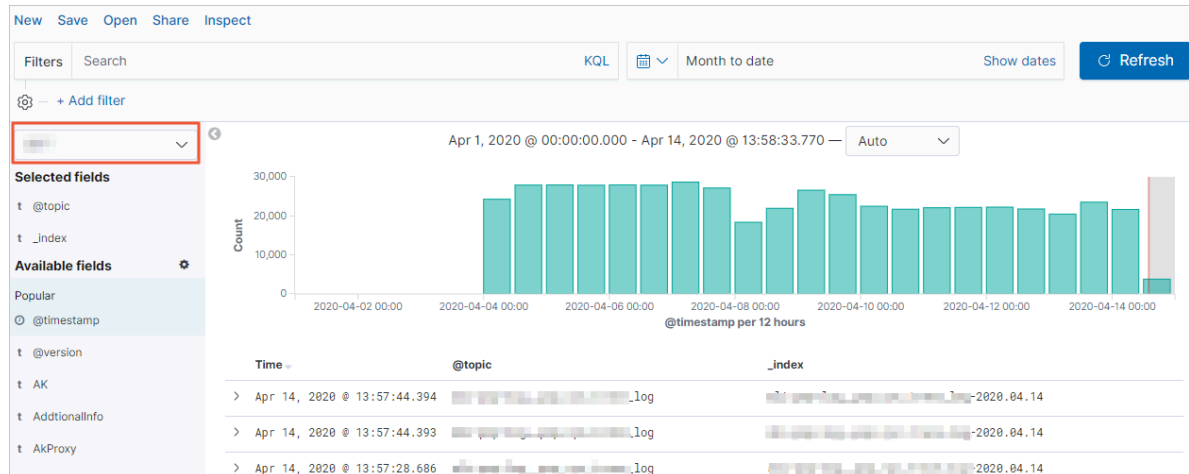 New Save Open Share Inspect
Filters Search KQL Month to date Show dates Refresh
+ Add filter
Apr 1, 2020 @ 00:00:00.000 - Apr 14, 2020 @ 13:58:33.770 — Auto
Selected fields
t @topic
t _index
Available fields
Popular
@timestamp
t @version
t AK
t AddtionalInfo
t AkProxy
30,000
20,000
10,000
0
Count
2020-04-02 00:00 2020-04-04 00:00 2020-04-06 00:00 2020-04-08 00:00 2020-04-10 00:00 2020-04-12 00:00 2020-04-14 00:00
@timestamp per 12 hours
Time @topic _index
> Apr 14, 2020 @ 13:57:44.394 _log -2020.04.14
> Apr 14, 2020 @ 13:57:44.393 _log -2020.04.14
> Apr 14, 2020 @ 13:57:28.686 _log -2020.04.14